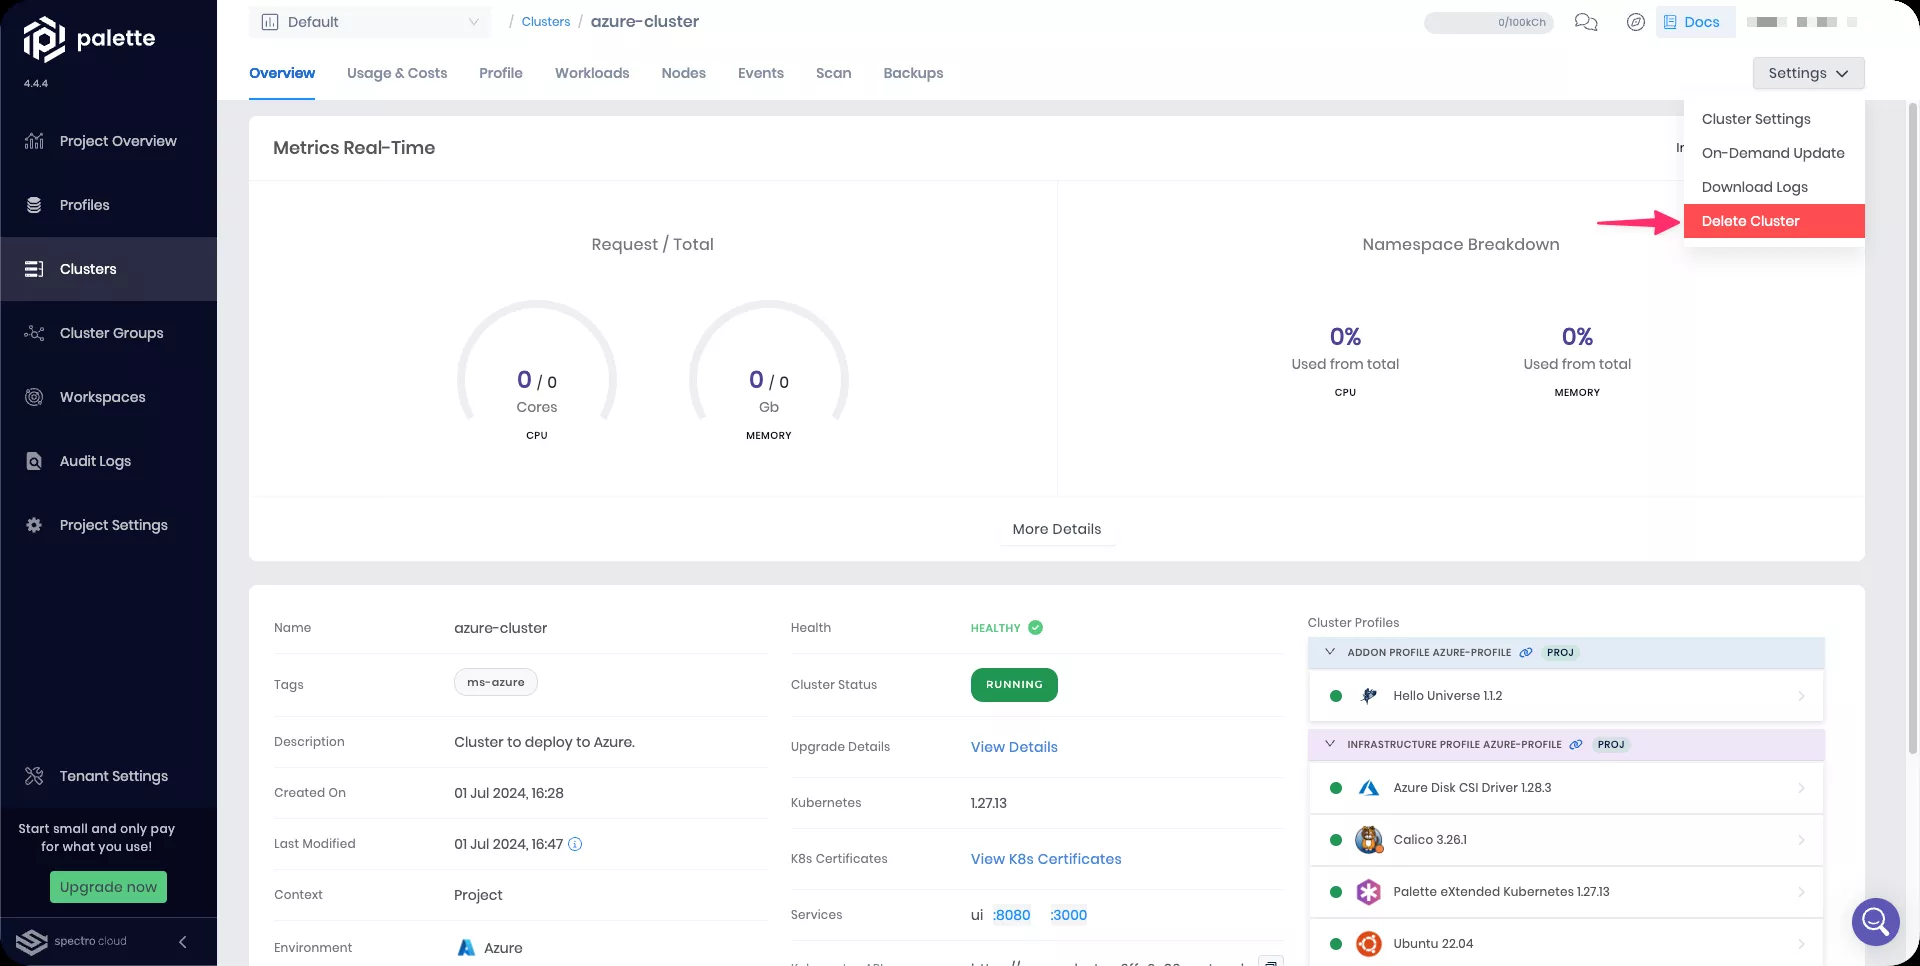 palette
4.4.4
Project Overview
Profiles
Clusters
Cluster Groups
Workspaces
Audit Logs
Project Settings
Tenant Settings
Start small and only pay
for what you use!
Upgrade now
spectro cloud
Default
/ Clusters / azure-cluster
0/100kCh
Docs
Overview
Usage & Costs
Profile
Workloads
Nodes
Events
Scan
Backups
Settings
Cluster Settings
On-Demand Update
Download Logs
Delete Cluster
Metrics Real-Time
Request / Total
0 / 0
Cores
CPU
0 / 0
Gb
MEMORY
Namespace Breakdown
0%
Used from total
CPU
0%
Used from total
MEMORY
More Details
Name
azure-cluster
Tags
ms-azure
Description
Cluster to deploy to Azure.
Created On
01 Jul 2024, 16:28
Last Modified
01 Jul 2024, 16:47
Context
Project
Environment
Azure
Health
HEALTHY
Cluster Status
RUNNING
Upgrade Details
View Details
Kubernetes
1.27.13
K8s Certificates
View K8s Certificates
Services
ui :8080 :3000
Cluster Profiles
ADDON PROFILE AZURE-PROFILE PROJ
Hello Universe 1.1.2
INFRASTRUCTURE PROFILE AZURE-PROFILE PROJ
Azure Disk CSI Driver 1.28.3
Calico 3.26.1
Palette eXtended Kubernetes 1.27.13
Ubuntu 22.04